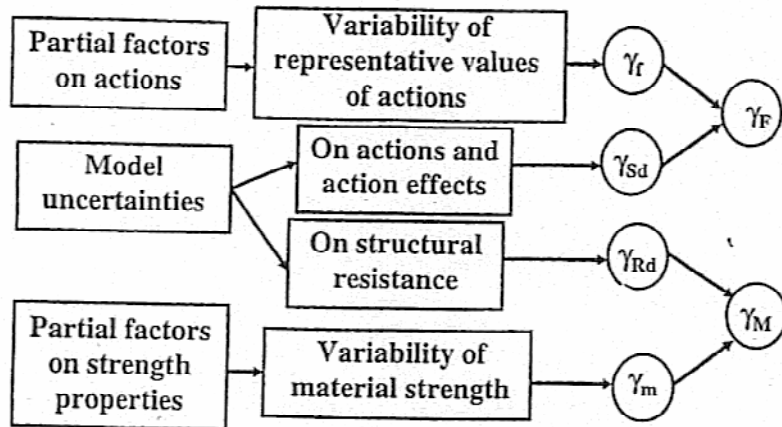 Partial factors
on actions
Variability of
representative values
of actions
γf
γF
Model
uncertainties
On actions and
action effects
γSd
On structural
resistance
γRd
γM
Partial factors
on strength
properties
Variability of
material strength
γm